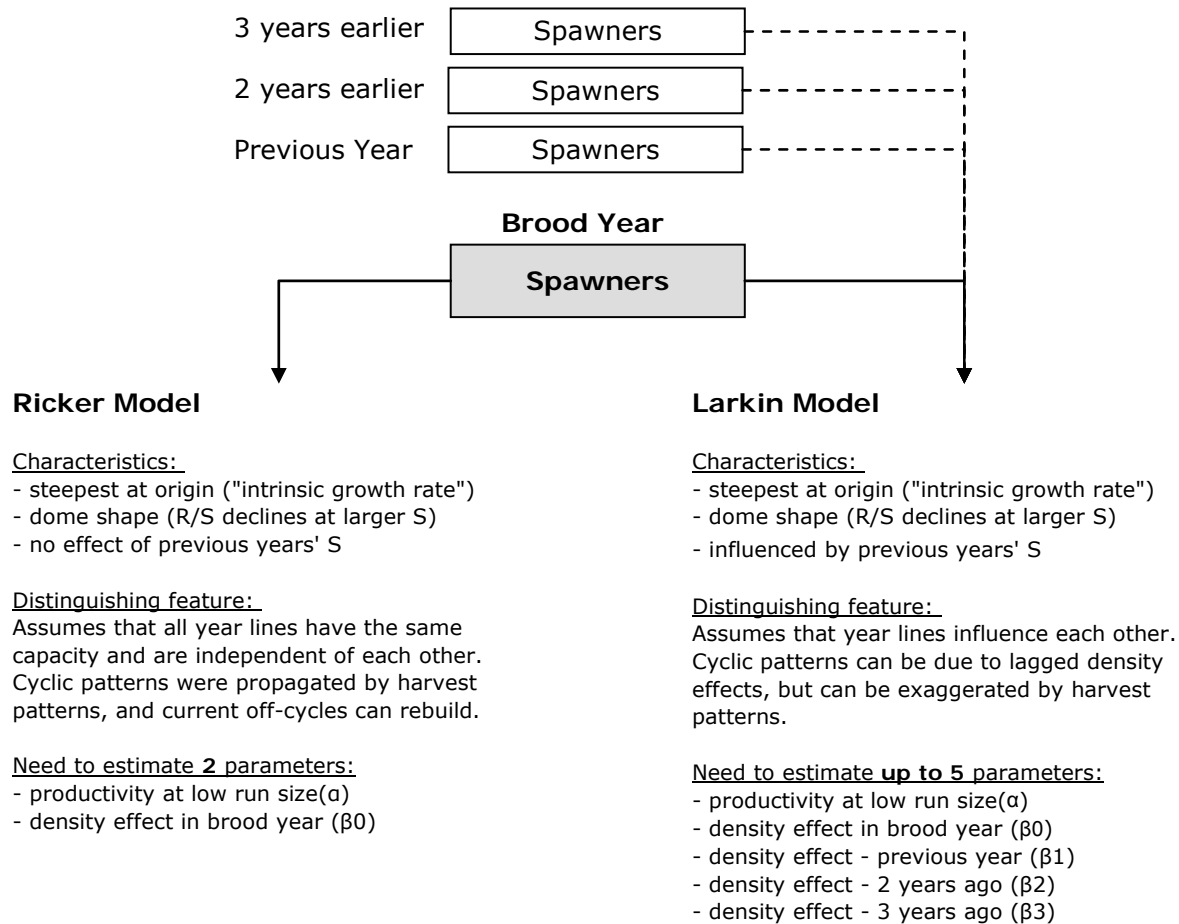 3 years earlier Spawners
2 years earlier Spawners
Previous Year Spawners
Brood Year
Spawners
Ricker Model
Characteristics:
- steepest at origin ("intrinsic growth rate")
- dome shape (R/S declines at larger S)
- no effect of previous years' S
Distinguishing feature:
Assumes that all year lines have the same
capacity and are independent of each other.
Cyclic patterns were propagated by harvest
patterns, and current off-cycles can rebuild.
Need to estimate 2 parameters:
- productivity at low run size(α)
- density effect in brood year (β0)
Larkin Model
Characteristics:
- steepest at origin ("intrinsic growth rate")
- dome shape (R/S declines at larger S)
- influenced by previous years' S
Distinguishing feature:
Assumes that year lines influence each other.
Cyclic patterns can be due to lagged density
effects, but can be exaggerated by harvest
patterns.
Need to estimate up to 5 parameters:
- productivity at low run size(α)
- density effect in brood year (β0)
- density effect - previous year (β1)
- density effect - 2 years ago (β2)
- density effect - 3 years ago (β3)